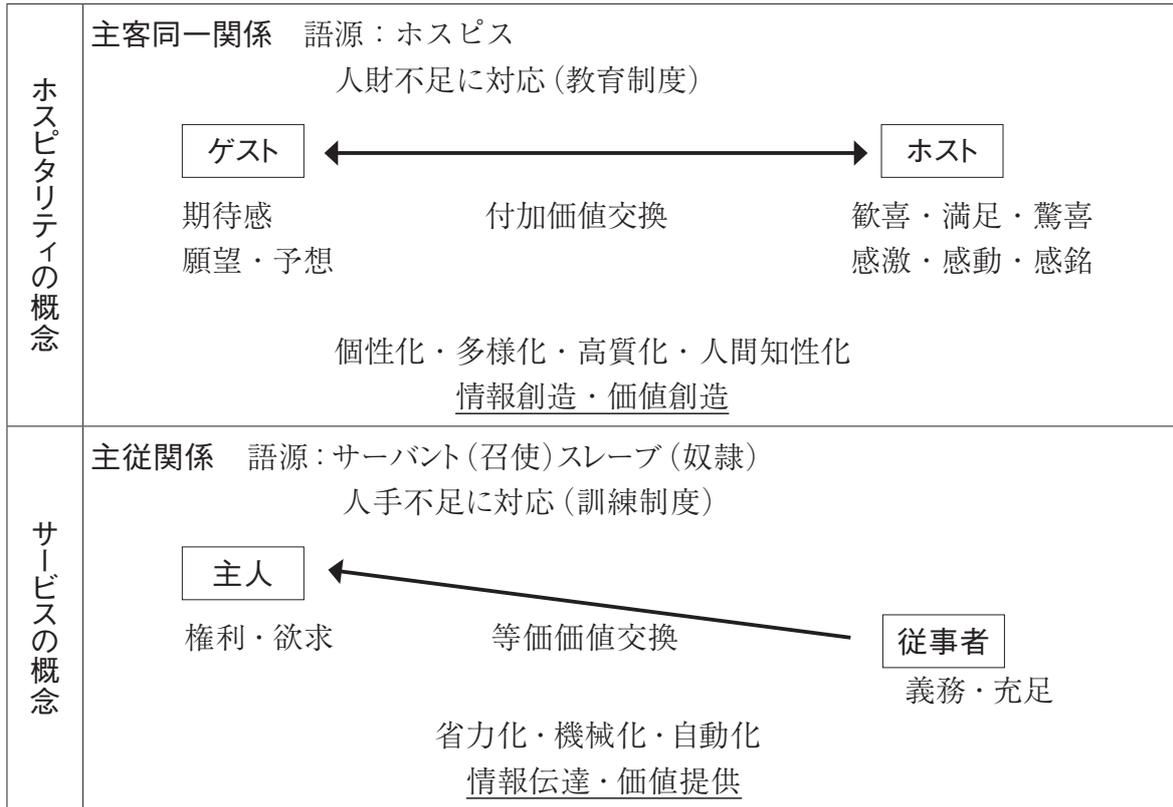 ホスピタリティの概念
主客同一関係 語源：ホスピス
人財不足に対応（教育制度）
ゲスト ホスト
期待感 付加価値交換 歓喜・満足・驚喜
願望・予想 感激・感動・感銘
個性化・多様化・高質化・人間知性化
情報創造・価値創造
サービスの概念
主従関係 語源：サーバント（召使）スレーブ（奴隷）
人手不足に対応（訓練制度）
主人
権利・欲求 等価価値交換 従事者
義務・充足
省力化・機械化・自動化
情報伝達・価値提供